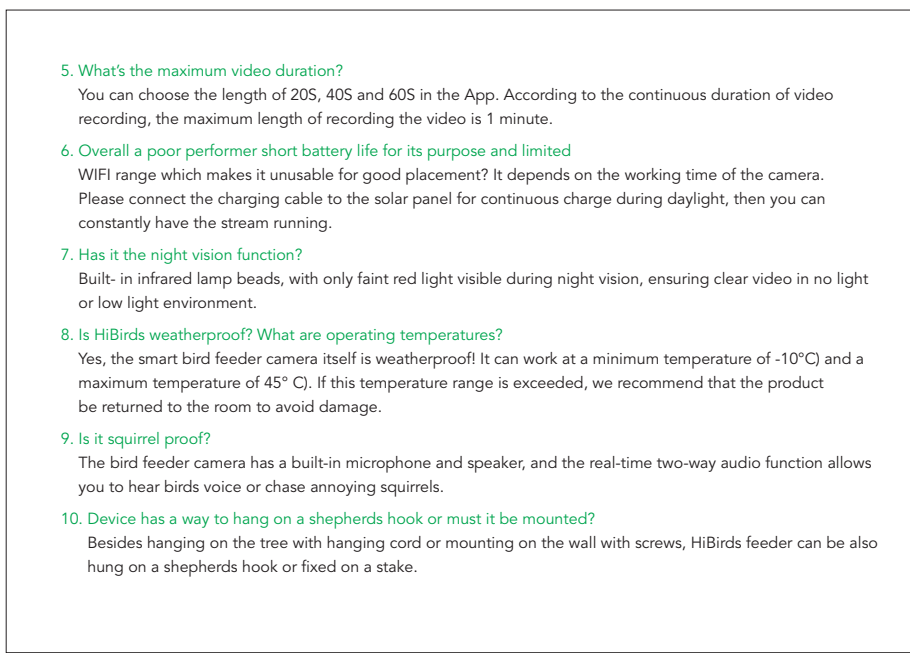 5. What's the maximum video duration?
You can choose the length of 20S, 40S and 60S in the App. According to the continuous duration of video
recording, the maximum length of recording the video is 1 minute.
6. Overall a poor performer short battery life for its purpose and limited
WIFI range which makes it unusable for good placement? It depends on the working time of the camera.
Please connect the charging cable to the solar panel for continuous charge during daylight, then you can
constantly have the stream running.
7. Has it the night vision function?
Built- in infrared lamp beads, with only faint red light visible during night vision, ensuring clear video in no light
or low light environment.
8. Is HiBirds weatherproof? What are operating temperatures?
Yes, the smart bird feeder camera itself is weatherproof! It can work at a minimum temperature of -10°C) and a
maximum temperature of 45° C). If this temperature range is exceeded, we recommend that the product
be returned to the room to avoid damage.
9. Is it squirrel proof?
The bird feeder camera has a built-in microphone and speaker, and the real-time two-way audio function allows
you to hear birds voice or chase annoying squirrels.
10. Device has a way to hang on a shepherds hook or must it be mounted?
Besides hanging on the tree with hanging cord or mounting on the wall with screws, HiBirds feeder can be also
hung on a shepherds hook or fixed on a stake.